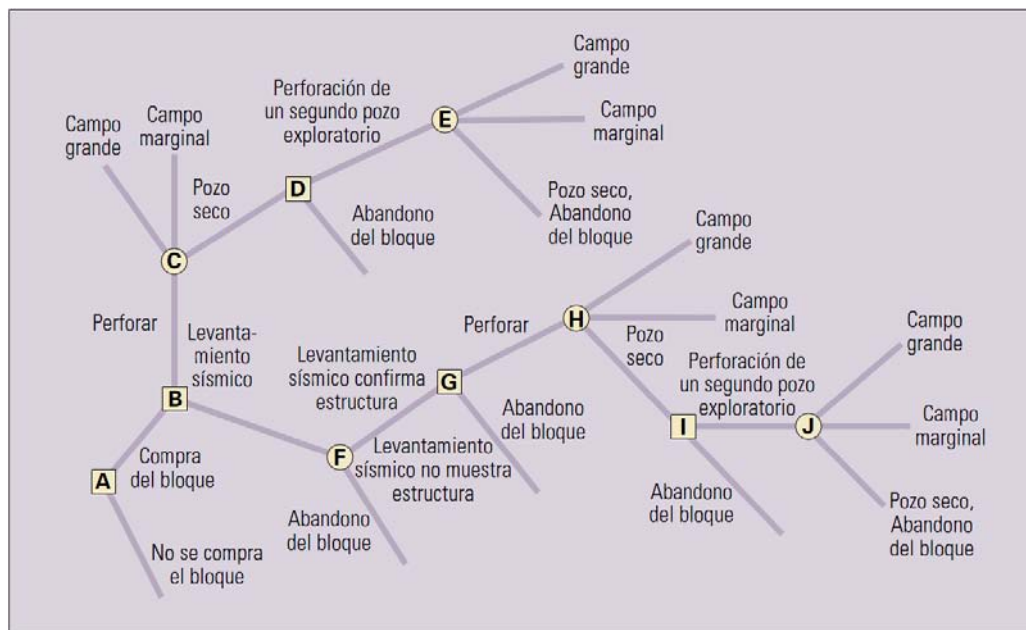 Campo
grande
Campo
marginal
Perforación de
un segundo pozo
exploratorio
E
Campo
grande
Campo
marginal
Pozo
seco
D
Abandono
del bloque
Pozo seco,
Abandono
del bloque
C
Perforar
Levanta-
miento
sísmico
B
Levantamiento
sísmico confirma
estructura
G
Perforar
H
Campo
grande
Campo
marginal
Pozo
seco
Perforación de
un segundo pozo
exploratorio
Campo
grande
Campo
marginal
I
J
Abandono
del bloque
Pozo seco,
Abandono
del bloque
Abandono
del bloque
F
Levantamiento
sísmico no muestra
estructura
Abandono
del bloque
A
Compra
del bloque
No se compra
el bloque